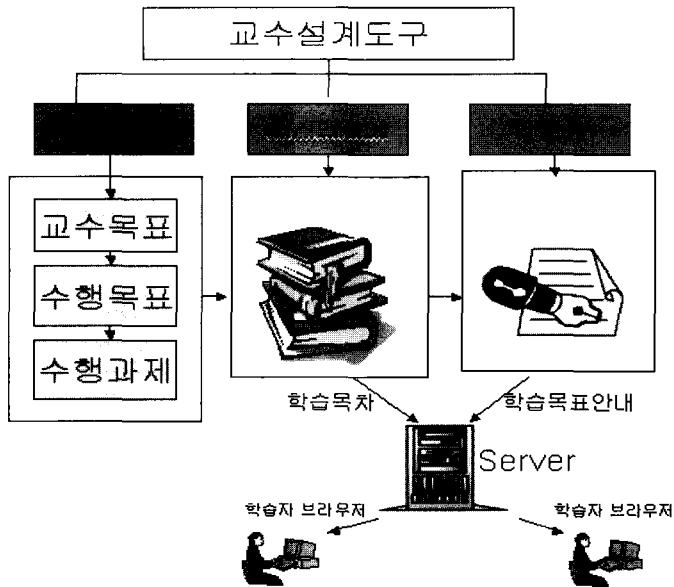 교수설계도구
교수목표
수행목표
수행과제
학습목차
학습목표안내
Server
학습자 브라우저
학습자 브라우저